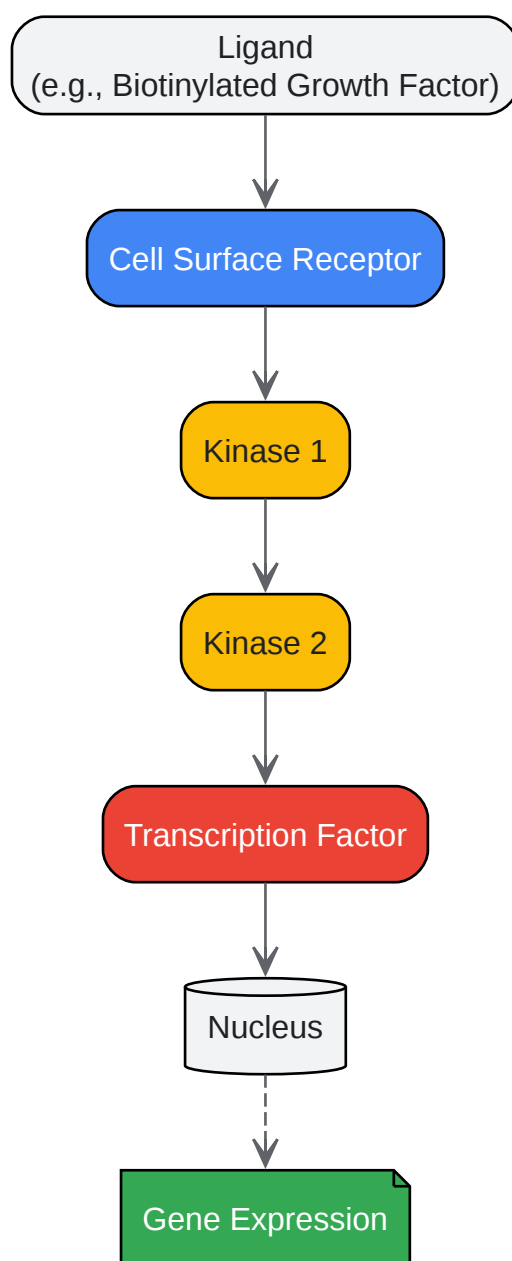 Ligand
(e.g., Biotinylated Growth Factor)
Cell Surface Receptor
Kinase 1
Kinase 2
Transcription Factor
Nucleus
Gene Expression